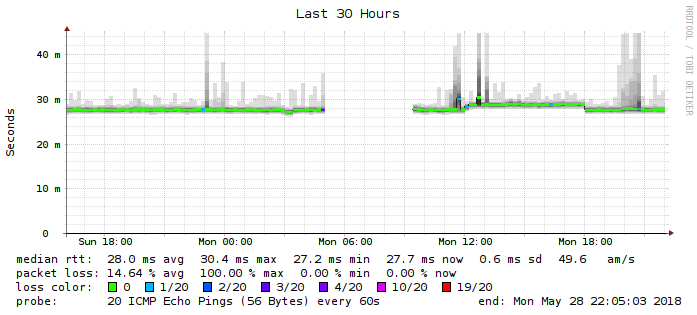 Last 30 Hours
RRDTOOL / TOBI OETIKER
Seconds
40 m
30 m
20 m
10 m
0
Sun 18:00 Mon 00:00 Mon 06:00 Mon 12:00 Mon 18:00
median rtt: 28.0 ms avg 30.4 ms max 27.2 ms min 27.7 ms now 0.6 ms sd 49.6 am/s
packet loss: 14.64 % avg 100.00 % max 0.00 % min 0.00 % now
loss color: 0 1/20 2/20 3/20 4/20 10/20 19/20
probe: 20 ICMP Echo Pings (56 Bytes) every 60s end: Mon May 28 22:05:03 2018